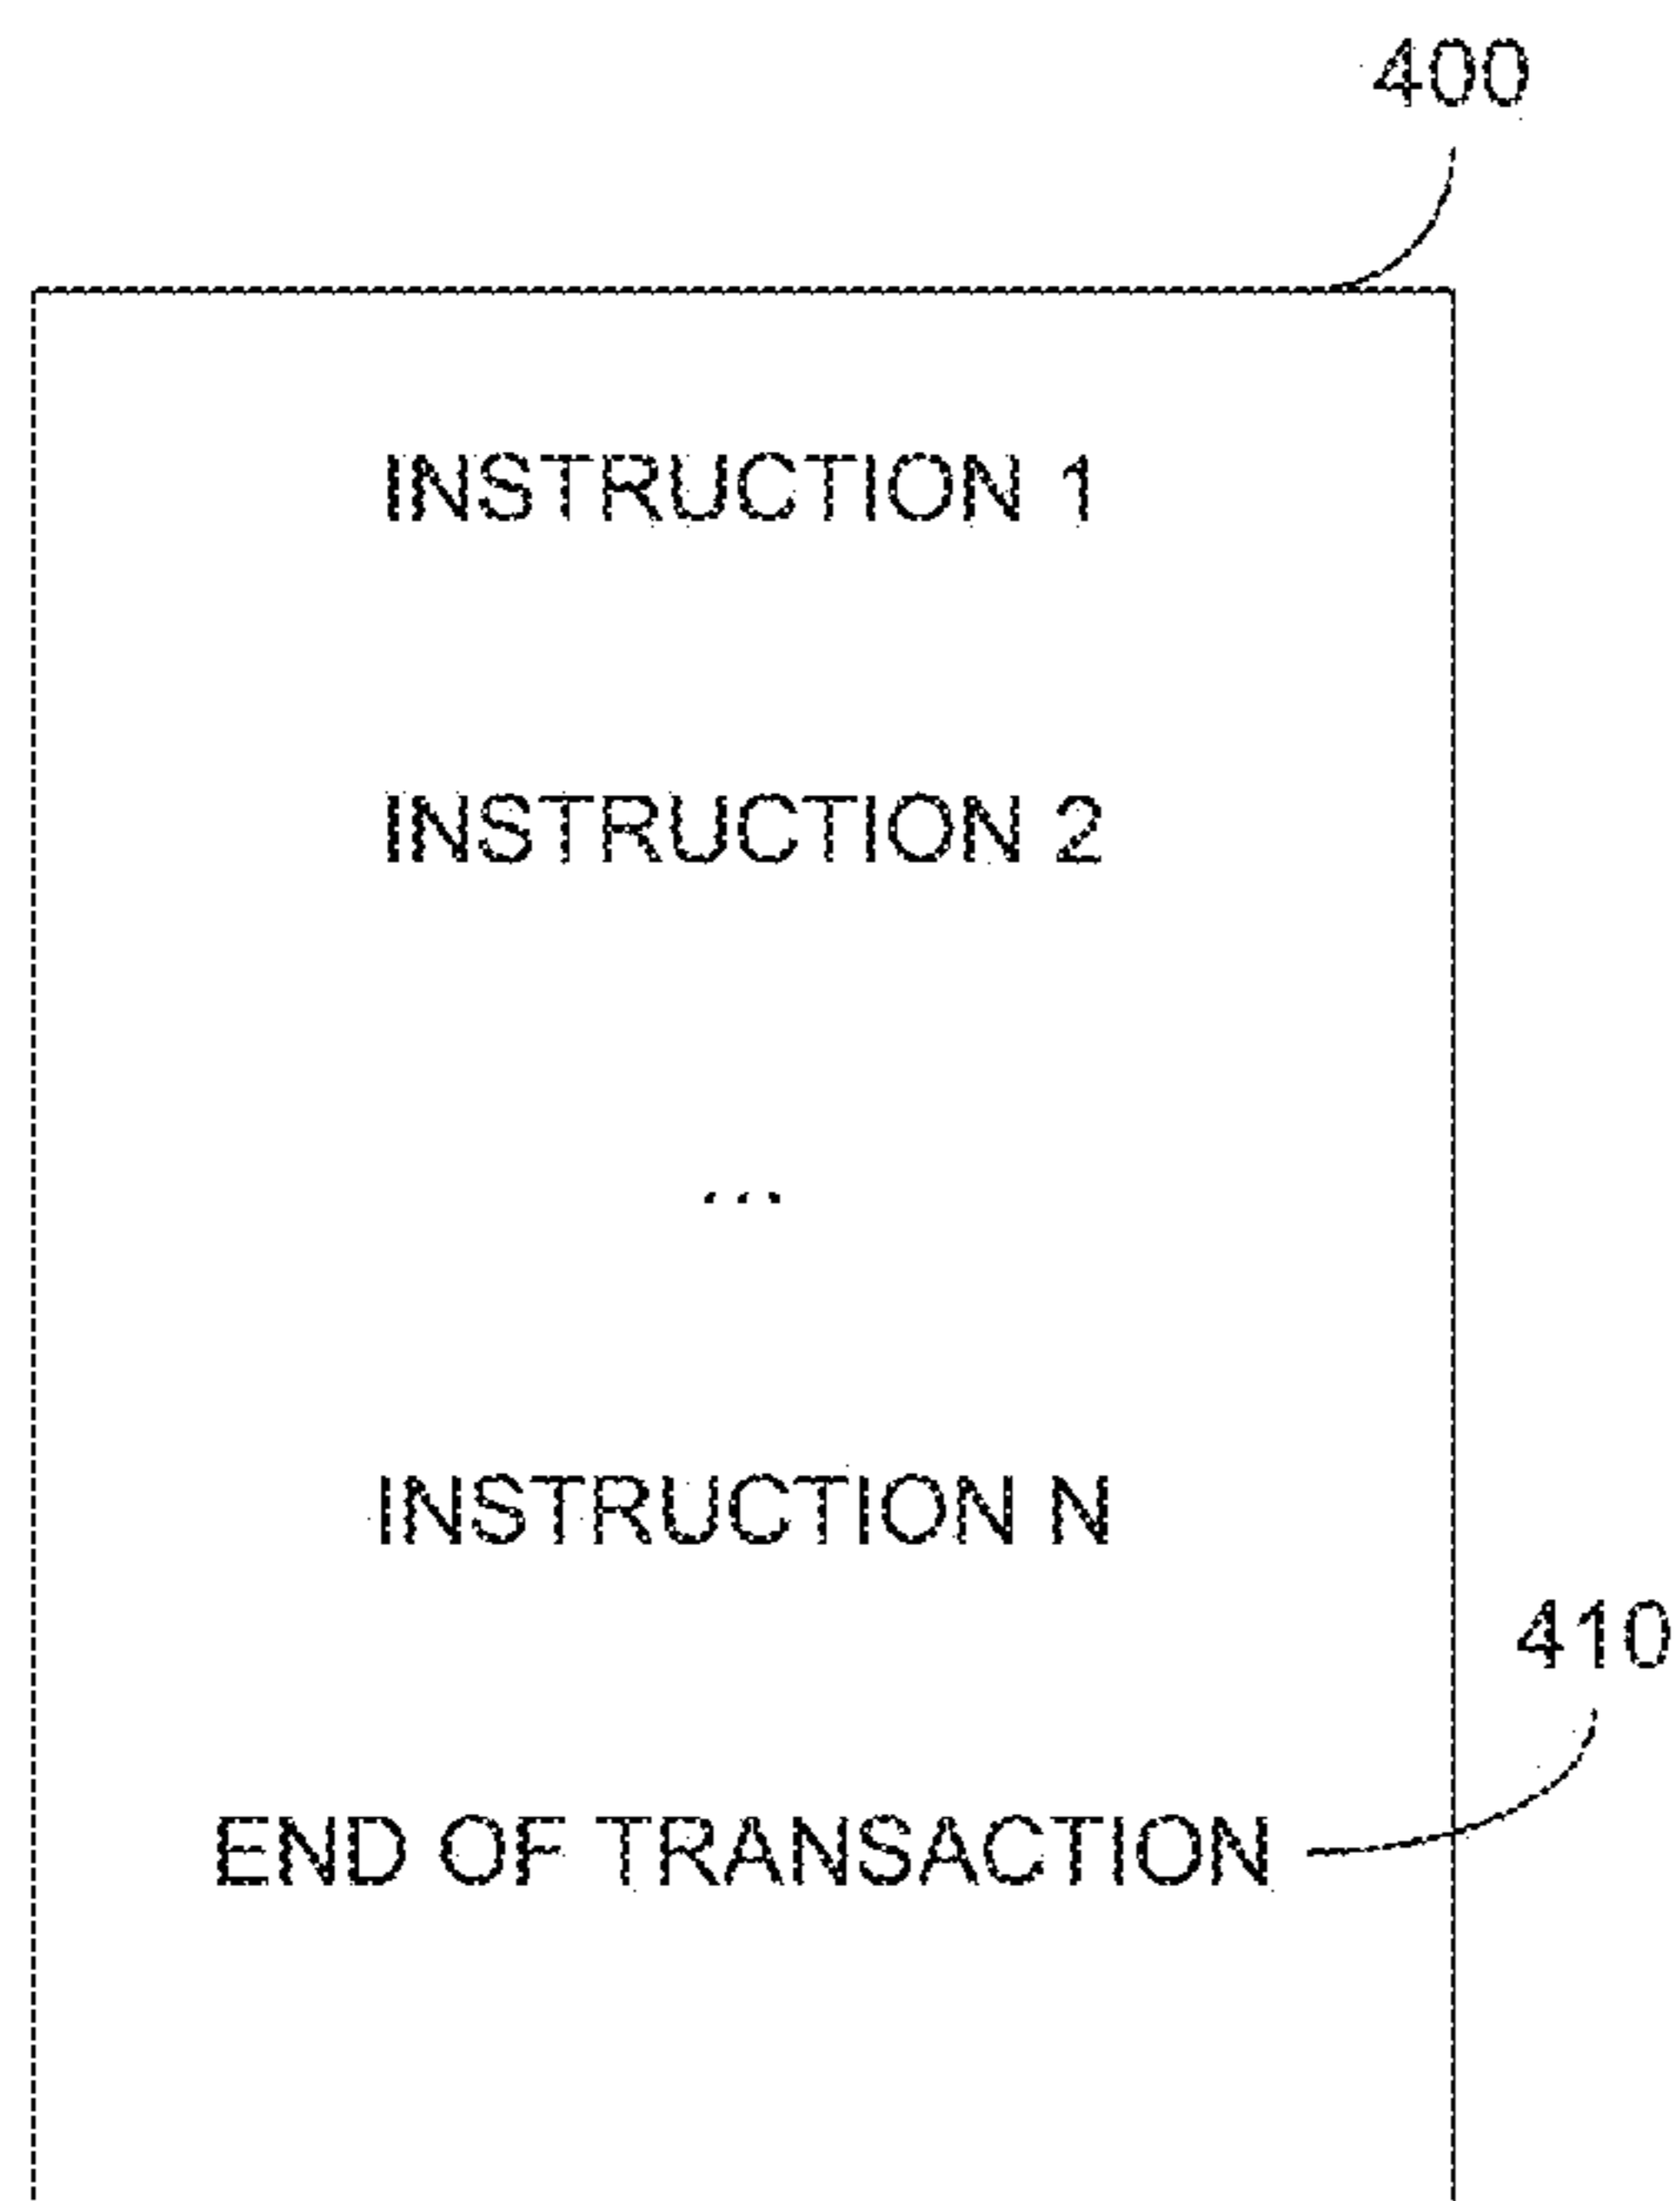 400
INSTRUCTION 1
INSTRUCTION 2
...
INSTRUCTION N
410
END OF TRANSACTION